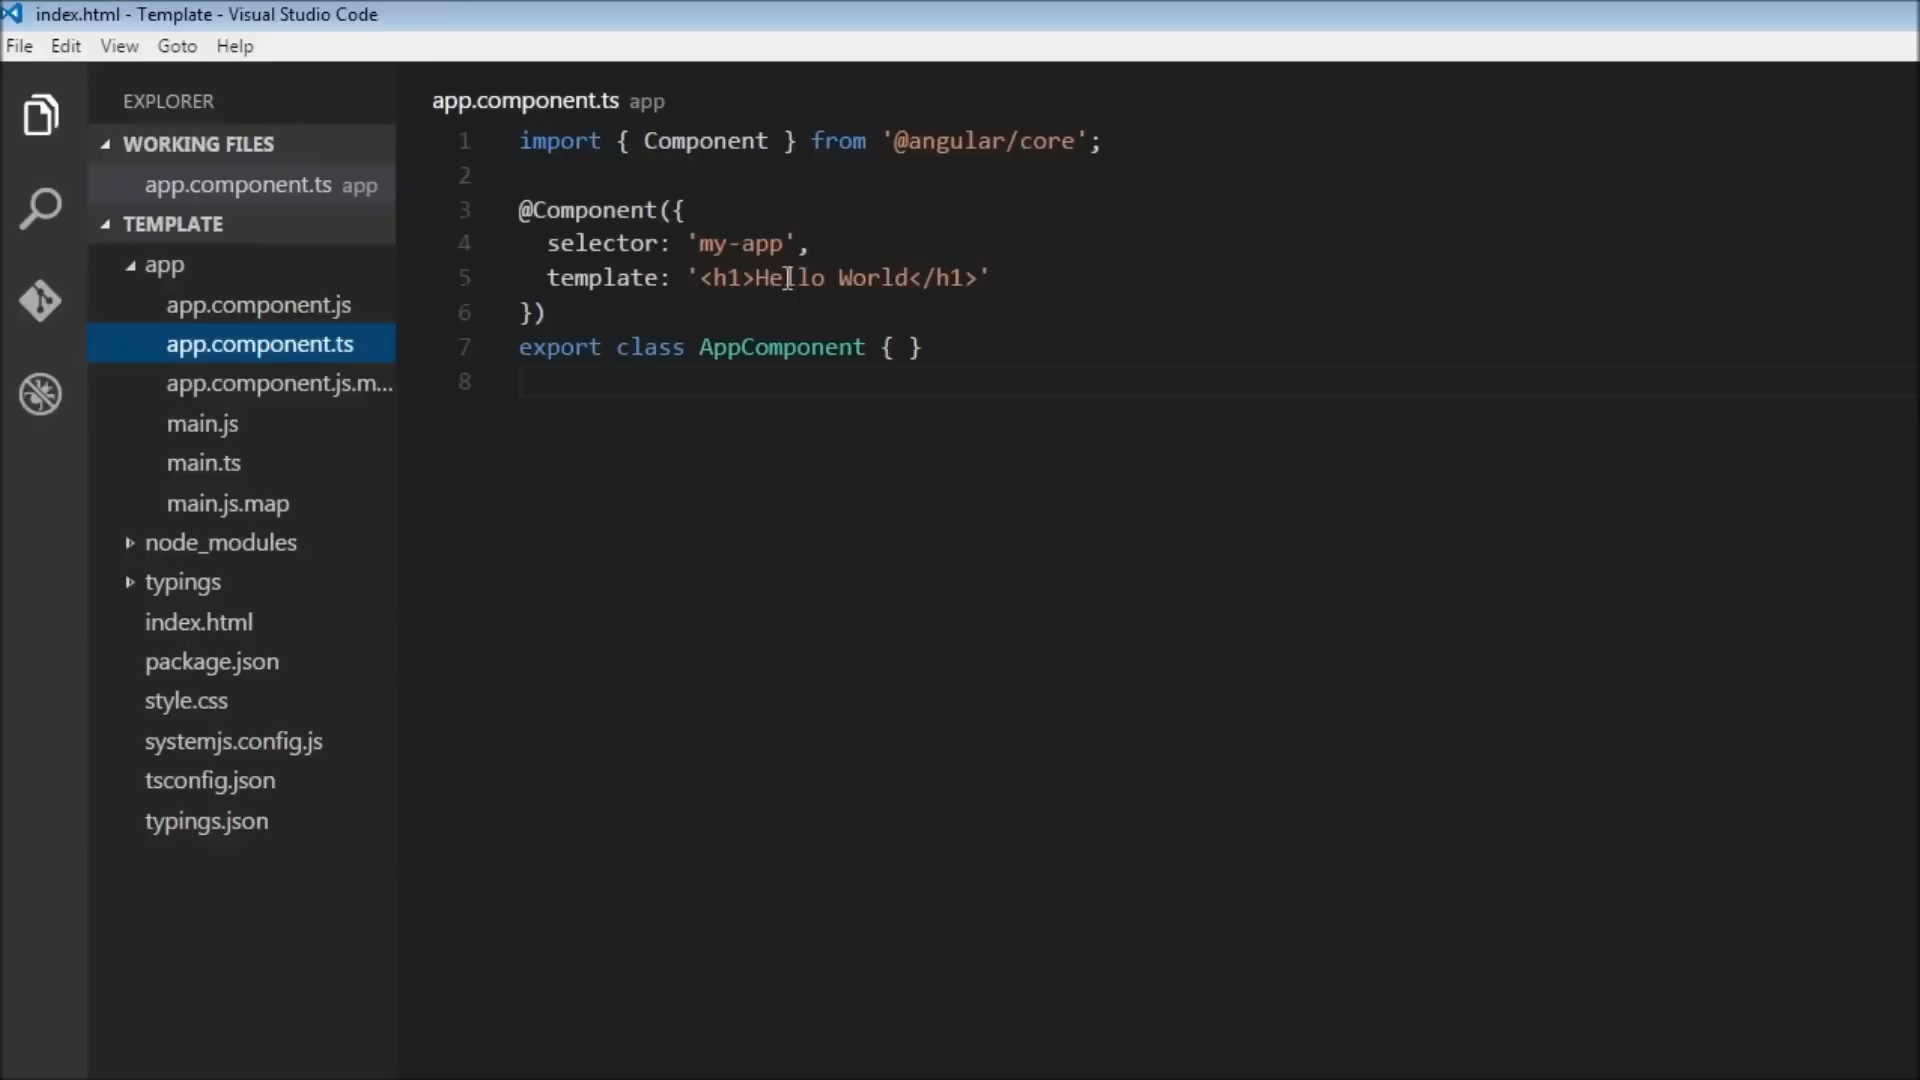 index.html - Template - Visual Studio Code
File Edit View Goto Help
EXPLORER
WORKING FILES
app.component.ts app
TEMPLATE
app
app.component.js
app.component.ts
app.component.js.m...
main.js
main.ts
main.js.map
node_modules
typings
index.html
package.json
style.css
systemjs.config.js
tsconfig.json
typings.json
app.component.ts app
1 import { Component } from '@angular/core';
2
3 @Component({
4 selector: 'my-app',
5 template: '<h1>Hello World</h1>'
6 })
7 export class AppComponent { }
8